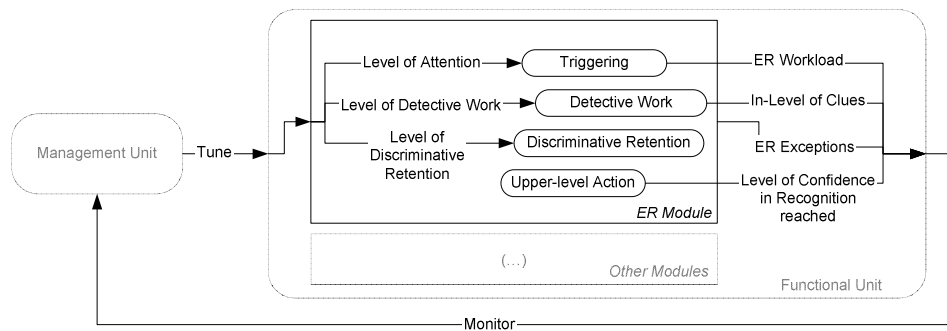 Level of Attention
Triggering
ER Workload
Level of Detective Work
Detective Work
In-Level of Clues
Management Unit
Tune
Level of
Discriminative
Retention
Discriminative Retention
ER Exceptions
Upper-level Action
Level of Confidence
in Recognition
reached
ER Module
(...)
Other Modules
Functional Unit
Monitor